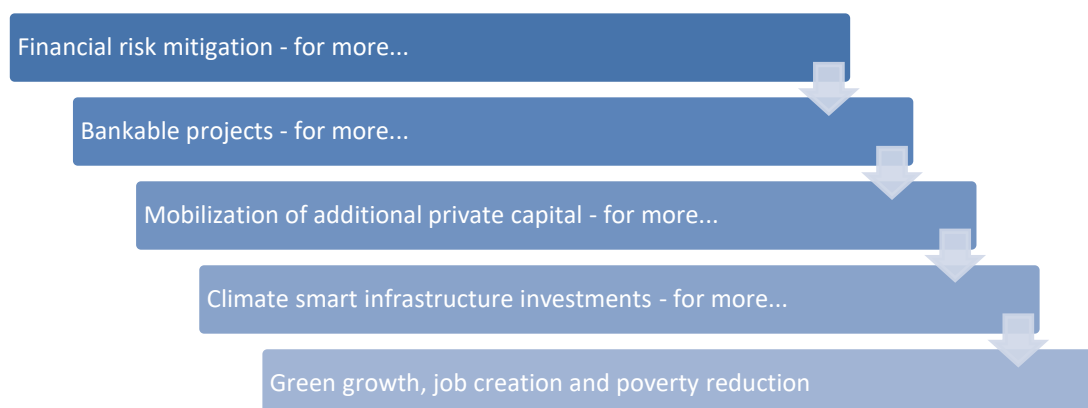 Financial risk mitigation - for more...
Bankable projects - for more...
Mobilization of additional private capital - for more...
Climate smart infrastructure investments - for more...
Green growth, job creation and poverty reduction